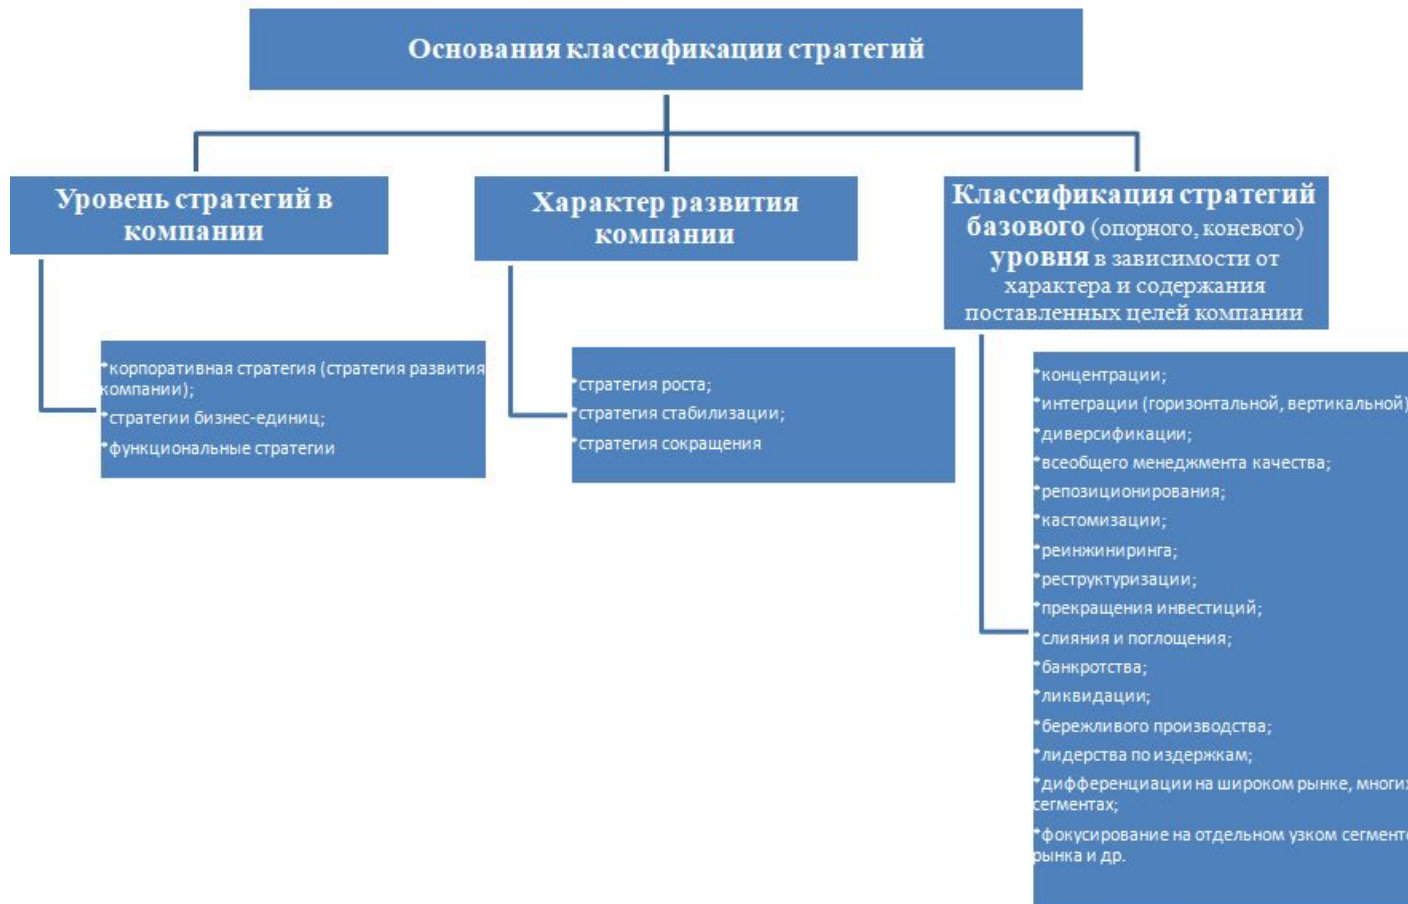 Основания классификации стратегий
Уровень стратегий в
компании
*корпоративная стратегия (стратегия развития
компании);
*стратегии бизнес-единиц;
*функциональные стратегии
Характер развития
компании
*стратегия роста;
*стратегия стабилизации;
*стратегия сокращения
Классификация стратегий
базового (опорного, коневого)
уровня в зависимости от
характера и содержания
поставленных целей компании
*концентрации;
*интеграции (горизонтальной, вертикальной)
*диверсификации;
*всеобщего менеджмента качества;
*репозиционирования;
*кастомизации;
*реинжиниринга;
*реструктуризации;
*прекращения инвестиций;
*слияния и поглощения;
*банкротства;
*ликвидации;
*бережливого производства;
*лидерства по издержкам;
*дифференциации на широком рынке, многих
сегментах;
*фокусирование на отдельном узком сегменте
рынка и др.